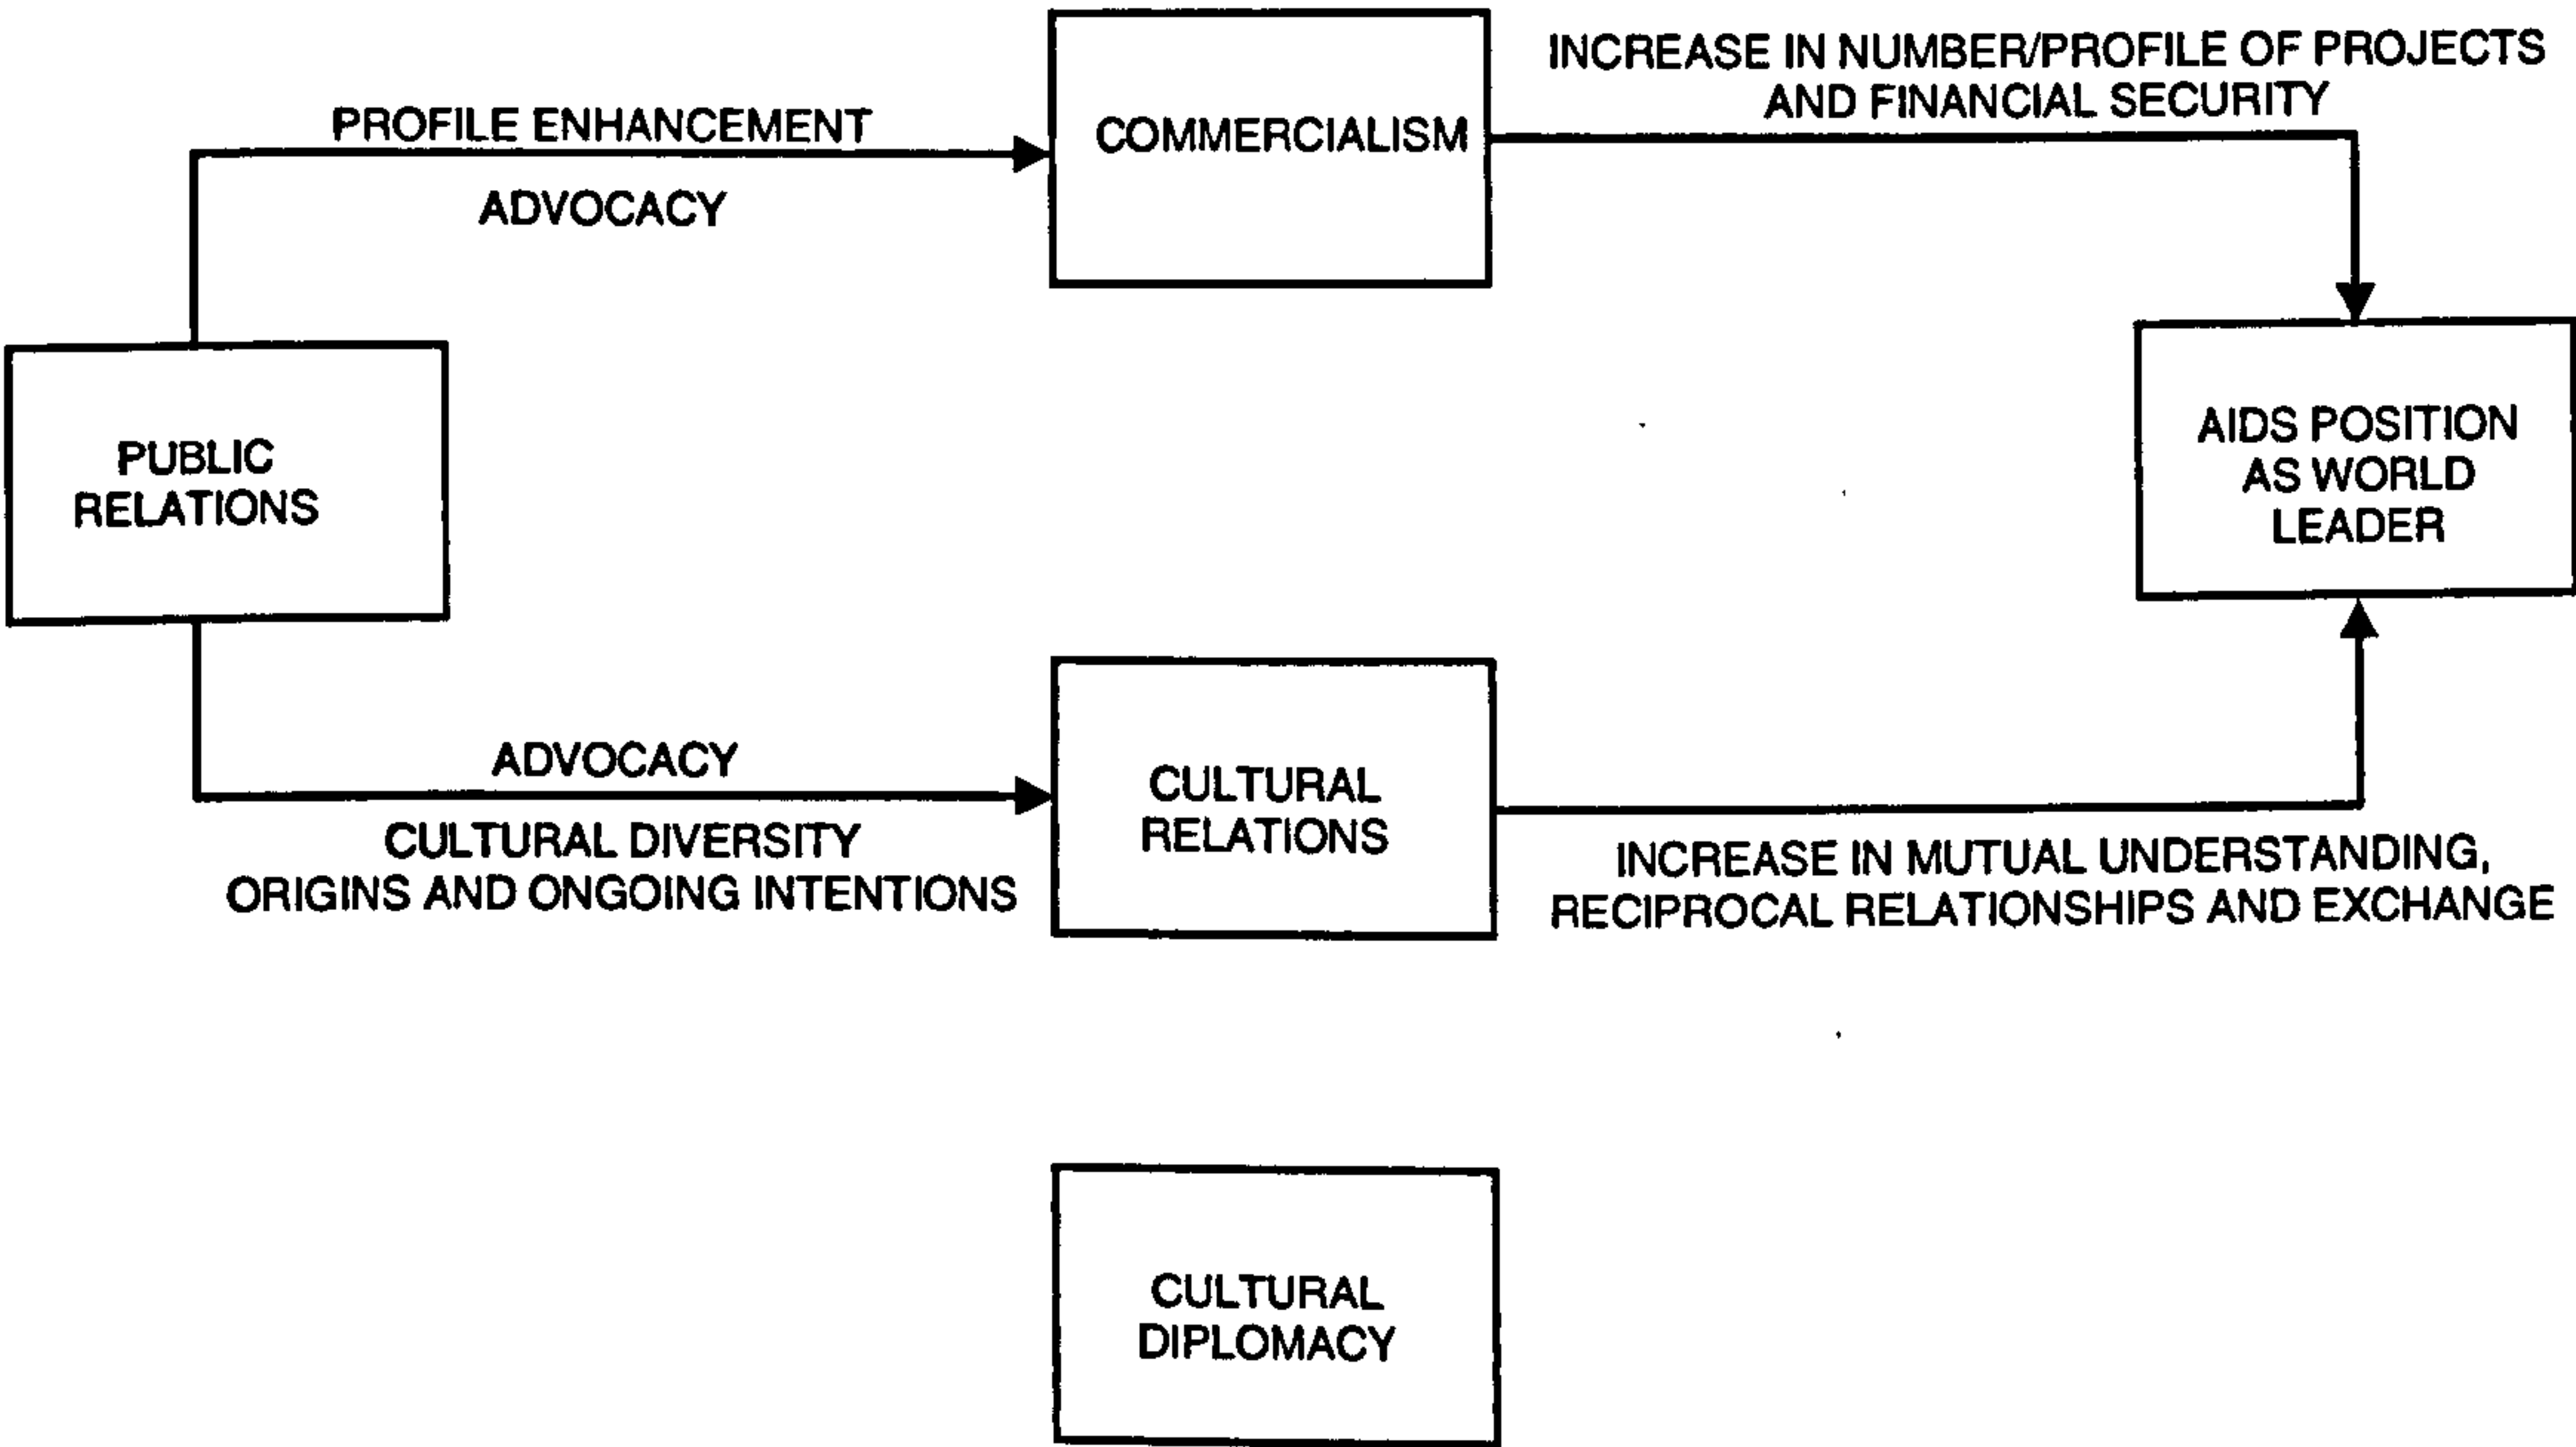 INCREASE IN NUMBER/PROFILE OF PROJECTS
AND FINANCIAL SECURITY
PROFILE ENHANCEMENT
COMMERCIALISM
ADVOCACY
PUBLIC
RELATIONS
AIDS POSITION
AS WORLD
LEADER
ADVOCACY
CULTURAL DIVERSITY
ORIGINS AND ONGOING INTENTIONS
CULTURAL
RELATIONS
INCREASE IN MUTUAL UNDERSTANDING,
RECIPROCAL RELATIONSHIPS AND EXCHANGE
CULTURAL
DIPLOMACY